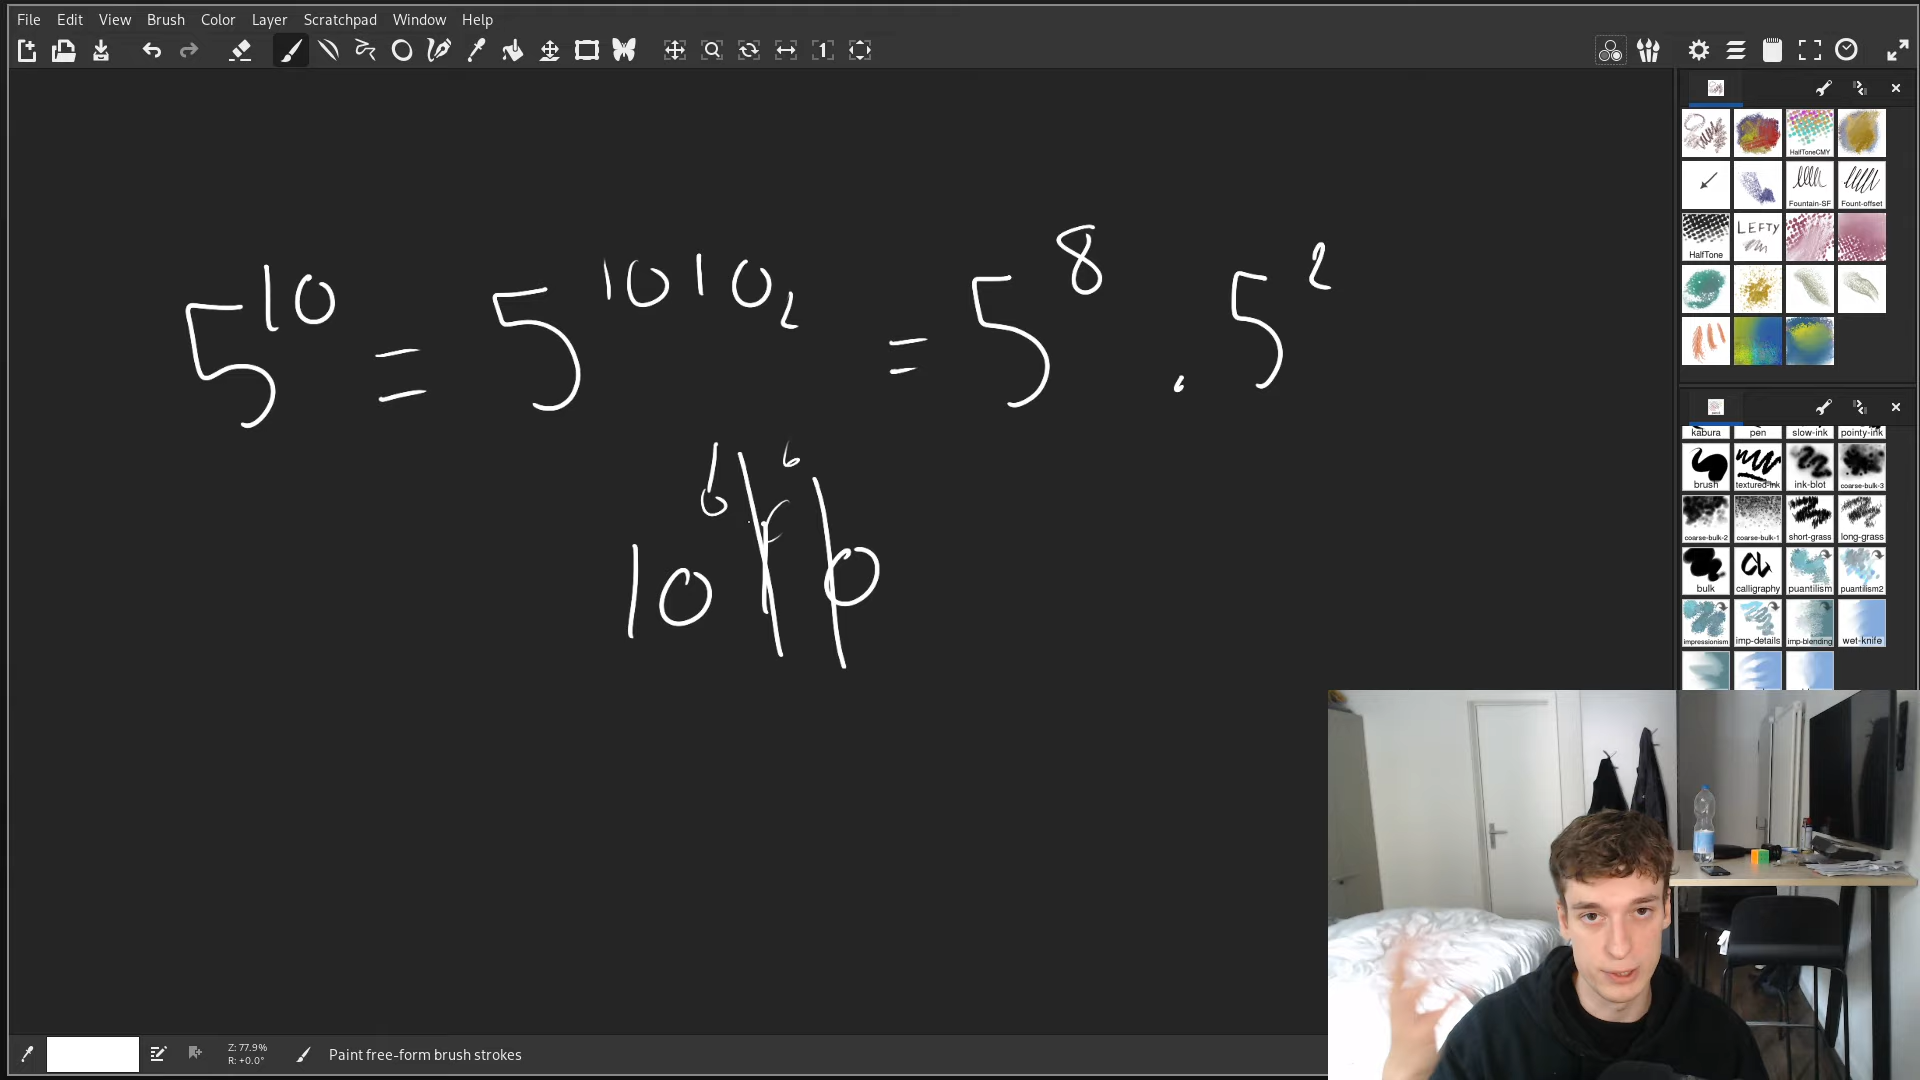 File Edit View Brush Color Layer Scratchpad Window Help
5^10 = 5^1010₂ = 5^8 . 5^2
10 1 0
HalfToneCMY
Fountain-SF Fount-offset
HalfTone LEFTY
kabura pen slow-ink pointy-ink
brush textured-ink ink-blot coarse-bulk-3
coarse-bulk-2 coarse-bulk-1 short-grass long-grass
bulk calligraphy puantilism puantilism2
impressionism imp-details imp-blending wet-knife
Z: 77.9%
R: +0.0°
Paint free-form brush strokes